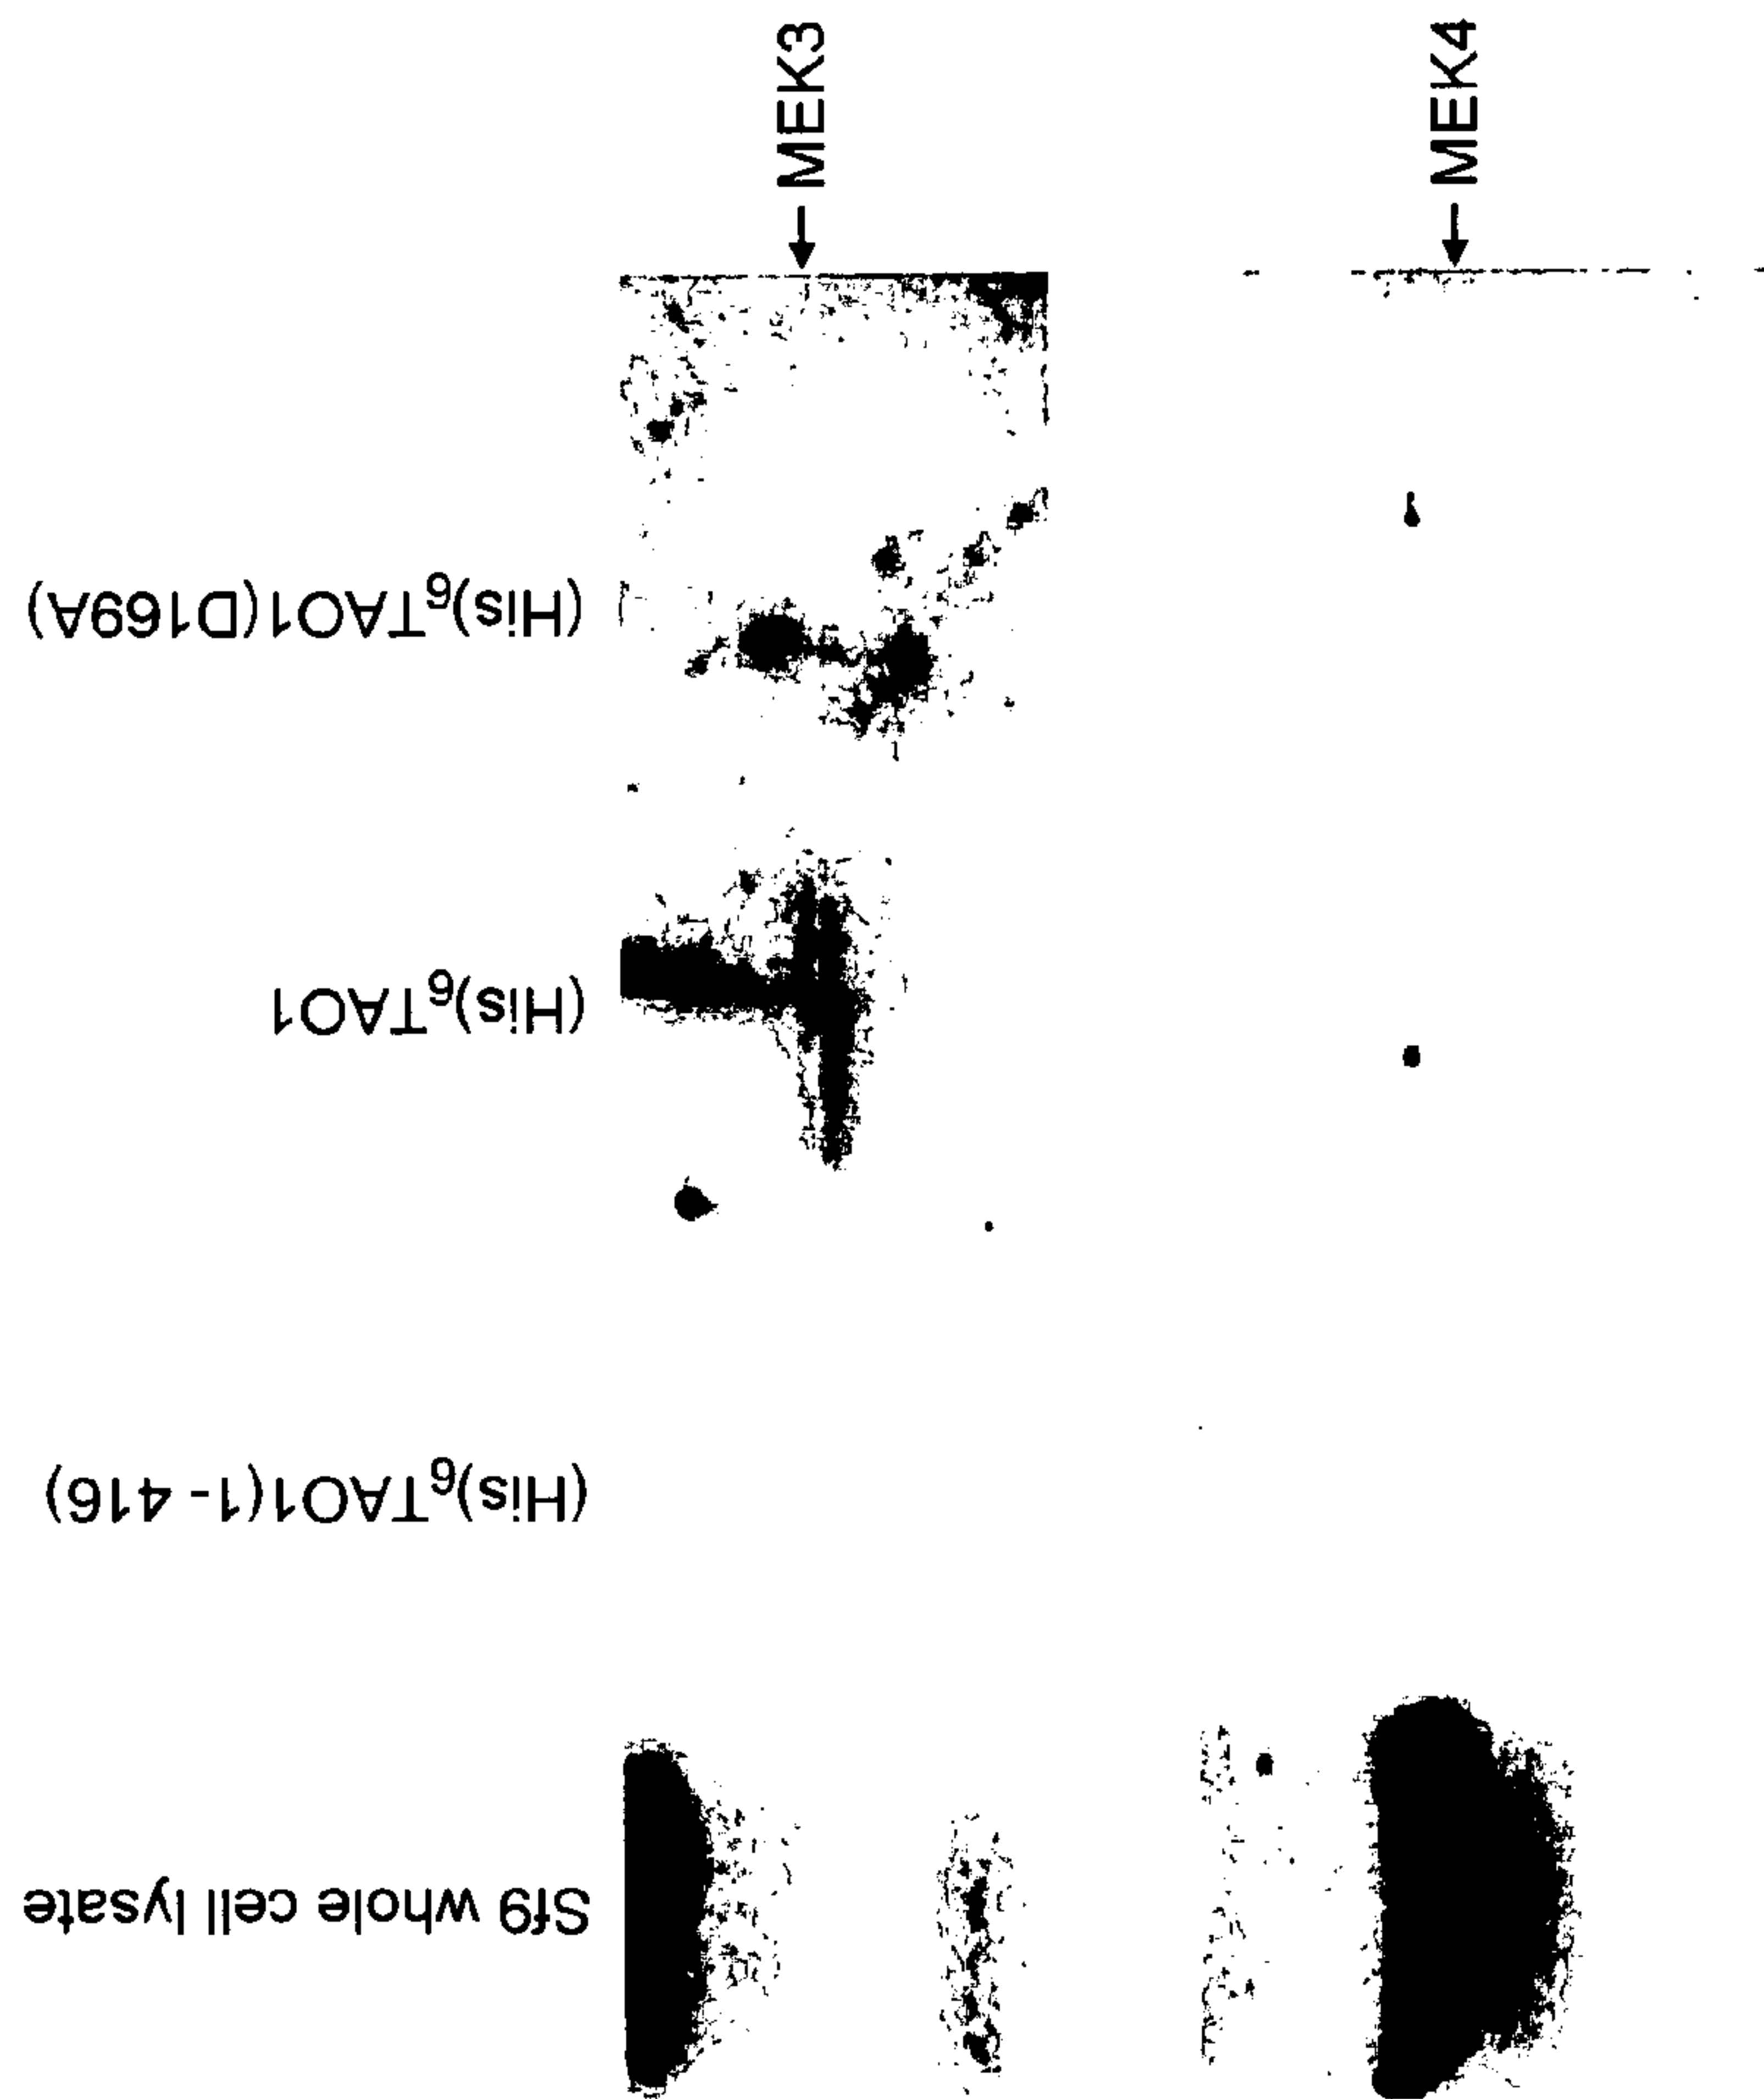 MEK3
MEK4
(His)₆TAO1(D169A)
(His)₆TAO1
(His)₆TAO1(1- 416)
Sf9 whole cell lysate